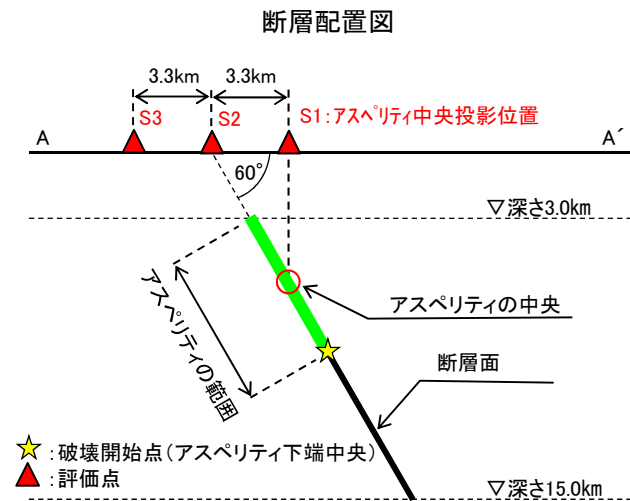 断層配置図
3.3km
3.3km
S3
S2
S1:アスペリティ中央投影位置
A
A´
60°
▽深さ3.0km
アスペリティの中央
アスペリティの範囲
断層面
:破壊開始点(アスペリティ下端中央)
:評価点
▽深さ15.0km